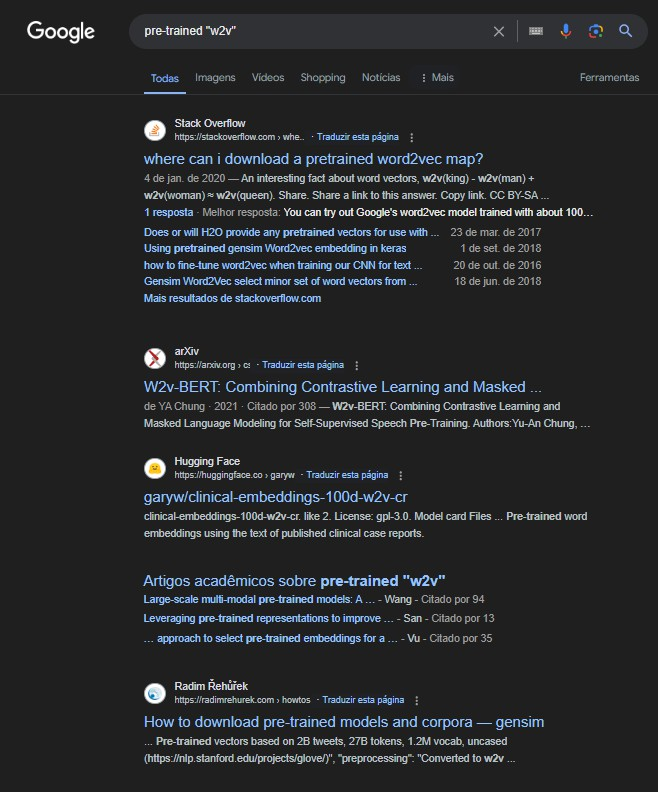 Google
pre-trained "w2v"
Todas Imagens Vídeos Shopping Notícias Mais Ferramentas
Stack Overflow
https://stackoverflow.com › whe... · Traduzir esta página
where can i download a pretrained word2vec map?
4 de jan. de 2020 — An interesting fact about word vectors, w2v(king) - w2v(man) +
w2v(woman) ≈ w2v(queen). Share. Share a link to this answer. Copy link. CC BY-SA ...
1 resposta · Melhor resposta: You can try out Google's word2vec model trained with about 100...
Does or will H2O provide any pretrained vectors for use with ... 23 de mar. de 2017
Using pretrained gensim Word2vec embedding in keras 1 de set. de 2018
how to fine-tune word2vec when training our CNN for text ... 20 de out. de 2016
Gensim Word2Vec select minor set of word vectors from ... 18 de jun. de 2018
Mais resultados de stackoverflow.com
arXiv
https://arxiv.org › cs · Traduzir esta página
W2v-BERT: Combining Contrastive Learning and Masked ...
de YA Chung · 2021 · Citado por 308 — W2v-BERT: Combining Contrastive Learning and
Masked Language Modeling for Self-Supervised Speech Pre-Training. Authors:Yu-An Chung, ...
Hugging Face
https://huggingface.co › garyw · Traduzir esta página
garyw/clinical-embeddings-100d-w2v-cr
clinical-embeddings-100d-w2v-cr. like 2. License: gpl-3.0. Model card Files ... Pre-trained word
embeddings using the text of published clinical case reports.
Artigos acadêmicos sobre pre-trained "w2v"
Large-scale multi-modal pre-trained models: A ... - Wang - Citado por 94
Leveraging pre-trained representations to improve ... - San - Citado por 13
... approach to select pre-trained embeddings for a ... - Vu - Citado por 35
Radim Řehůřek
https://radimrehurek.com › howtos · Traduzir esta página
How to download pre-trained models and corpora — gensim
... Pre-trained vectors based on 2B tweets, 27B tokens, 1.2M vocab, uncased
(https://nlp.stanford.edu/projects/glove/)", "preprocessing": "Converted to w2v ...